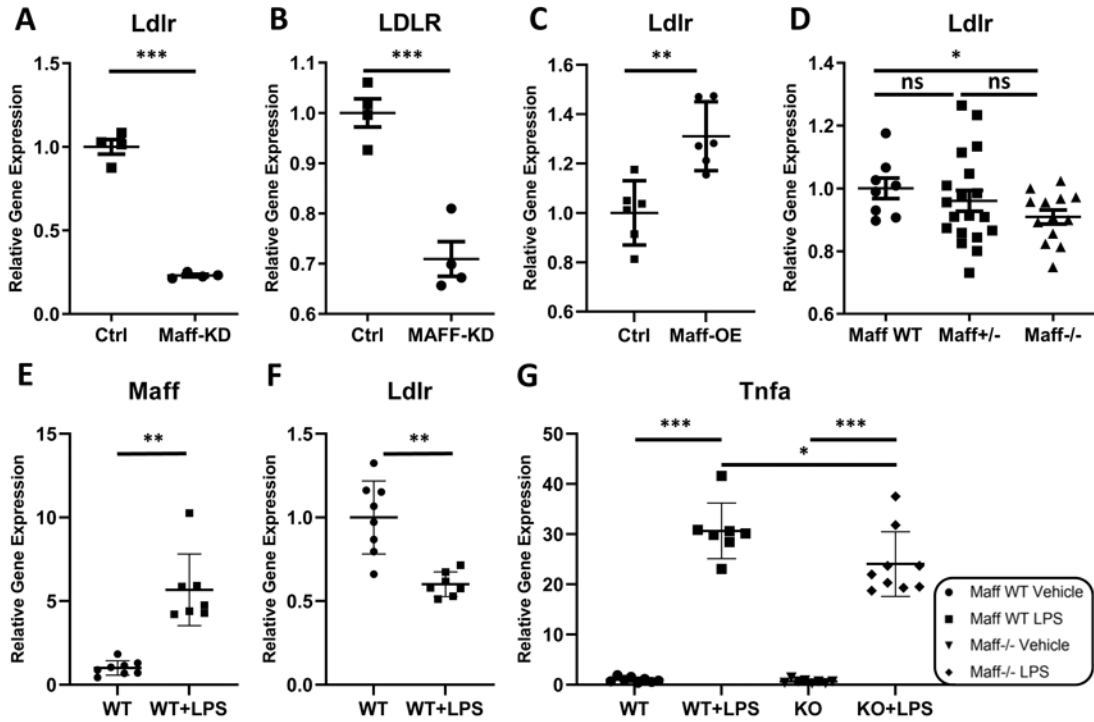 A
Ldlr
***
Relative Gene Expression
1.5
1.0
0.5
0.0
Ctrl
Maff-KD
B
LDLR
***
Relative Gene Expression
1.1
1.0
0.9
0.8
0.7
0.6
Ctrl
MAFF-KD
C
Ldlr
**
Relative Gene Expression
1.6
1.4
1.2
1.0
0.8
0.6
Ctrl
Maff-OE
D
Ldlr
*
ns
ns
Relative Gene Expression
1.4
1.2
1.0
0.8
0.6
Maff WT
Maff+/-
Maff-/-
E
Maff
**
Relative Gene Expression
15
10
5
0
WT
WT+LPS
F
Ldlr
**
Relative Gene Expression
1.5
1.0
0.5
0.0
WT
WT+LPS
G
Tnfa
***
***
*
Relative Gene Expression
50
40
30
20
10
0
WT
WT+LPS
KO
KO+LPS
Maff WT Vehicle
Maff WT LPS
Maff-/- Vehicle
Maff-/- LPS